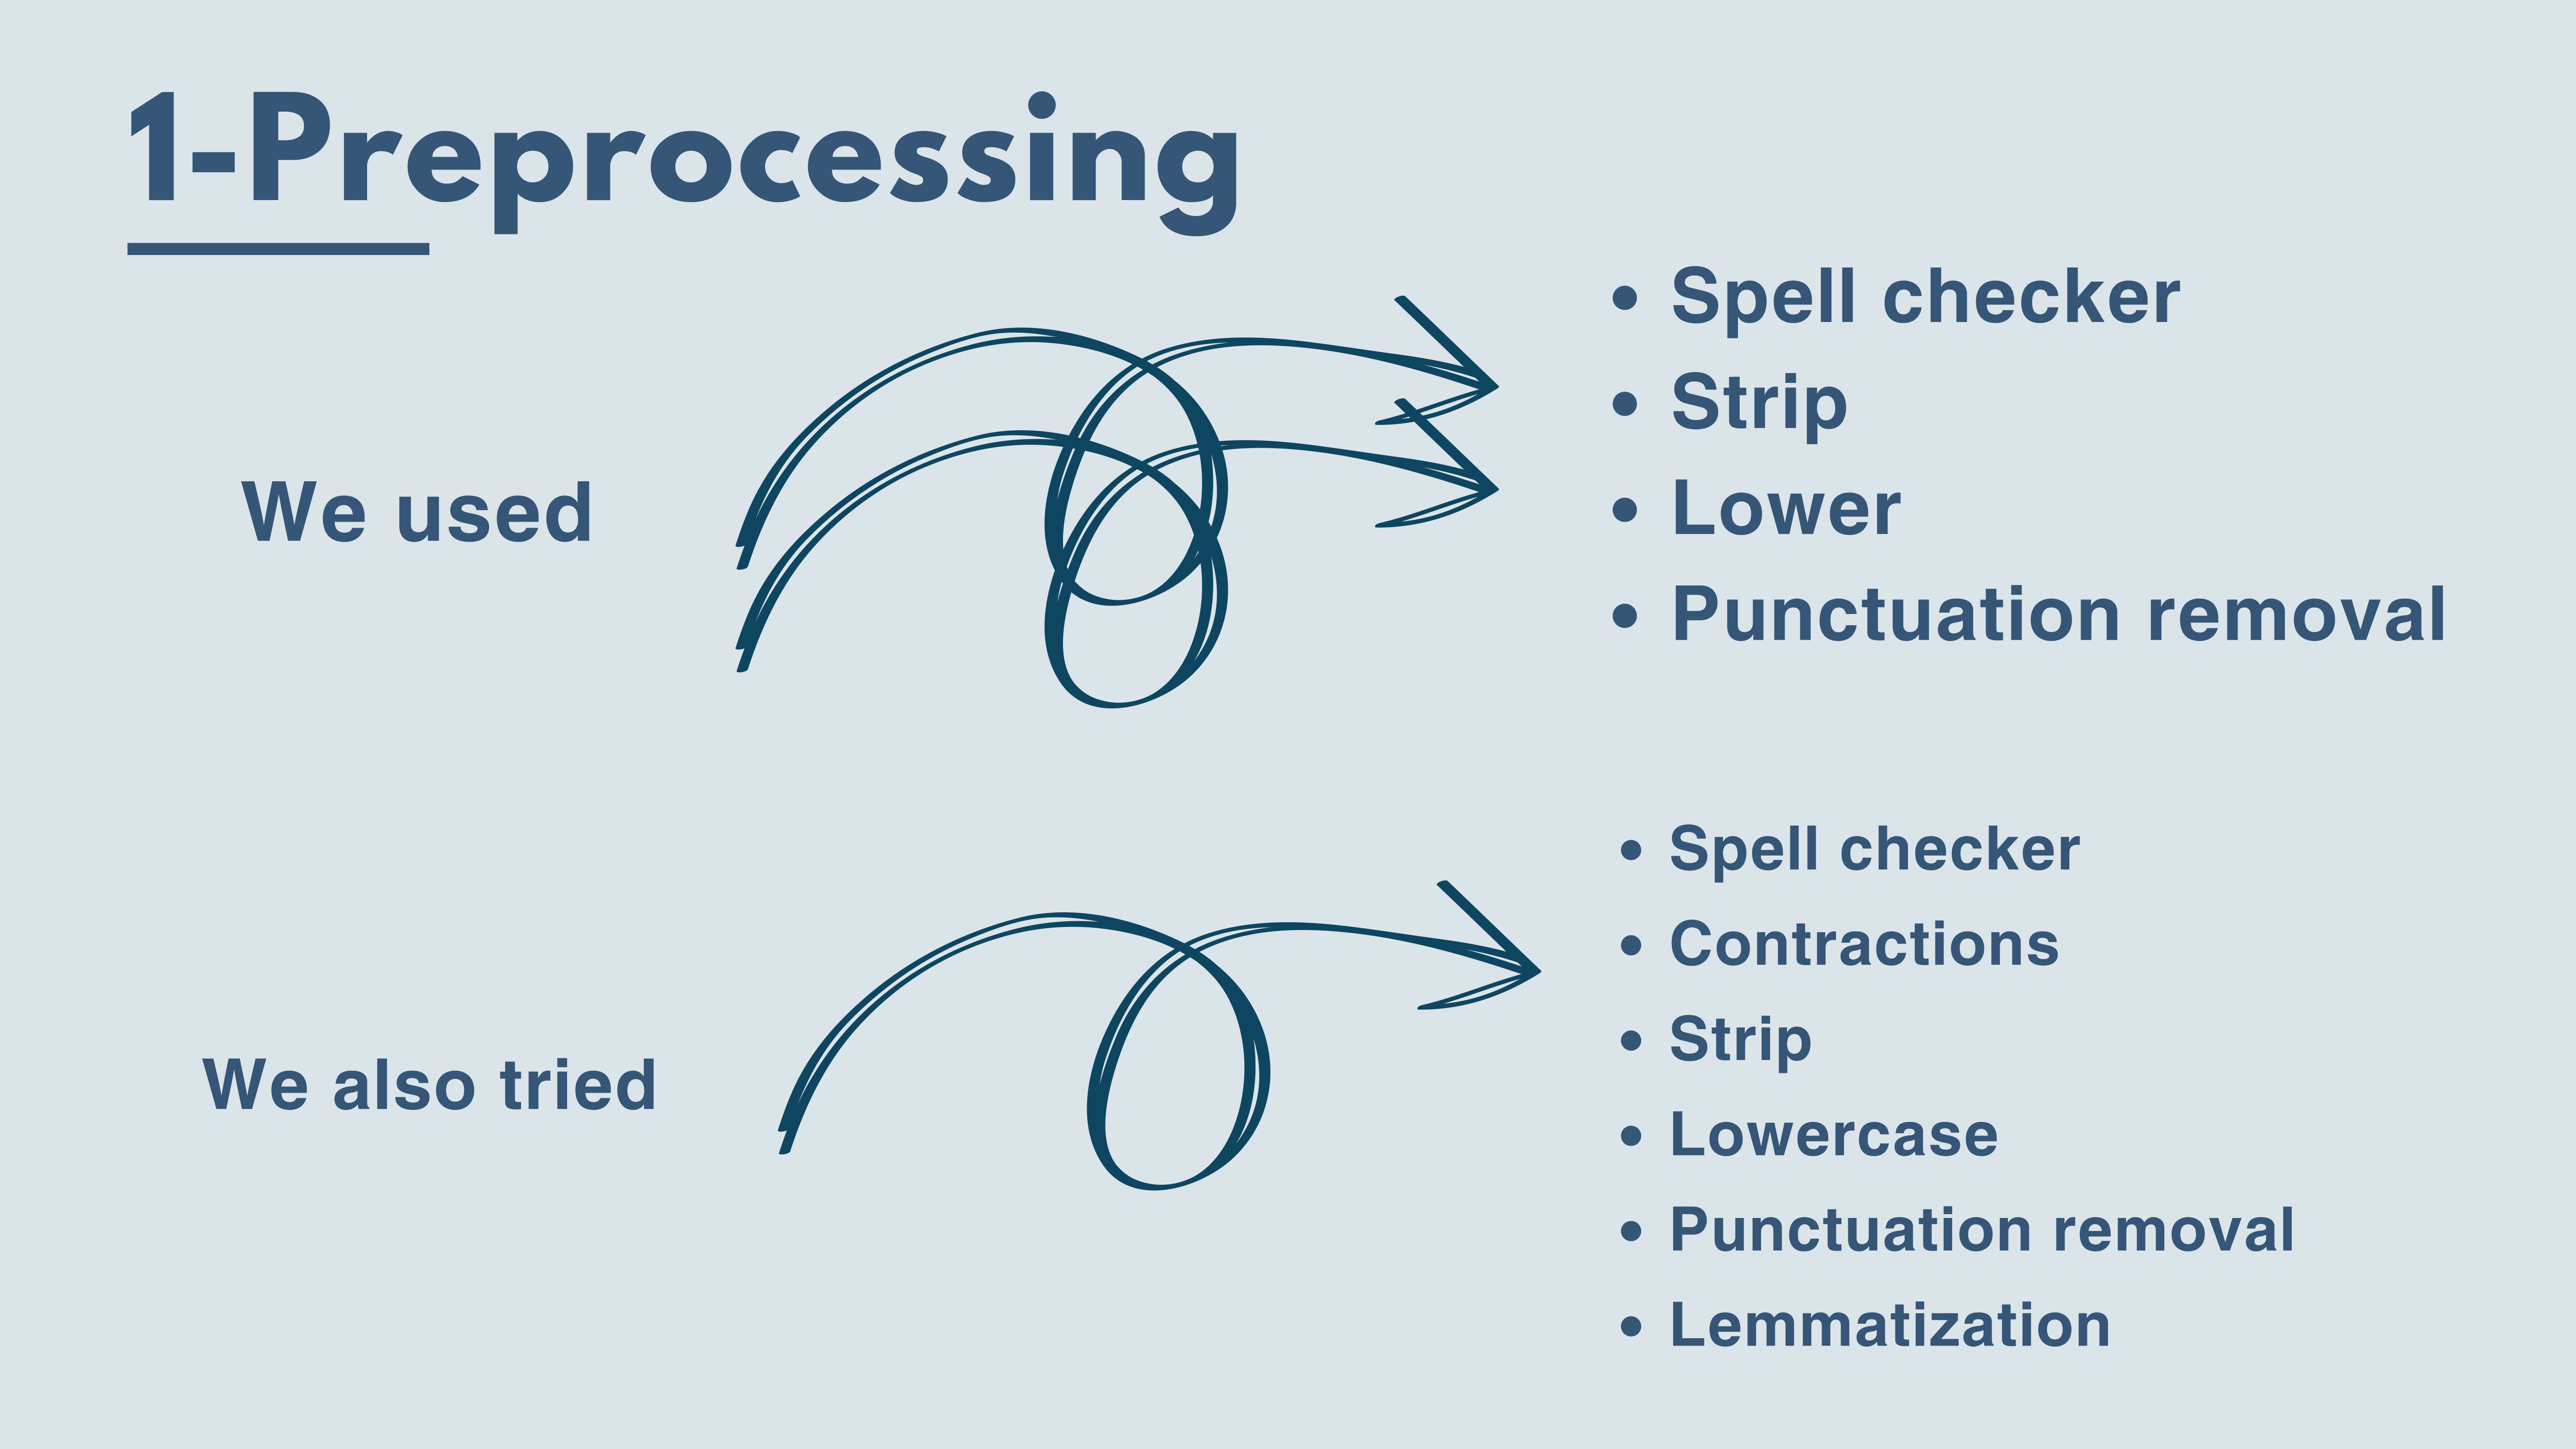 1-Preprocessing
We used
• Spell checker
• Strip
• Lower
• Punctuation removal
We also tried
• Spell checker
• Contractions
• Strip
• Lowercase
• Punctuation removal
• Lemmatization